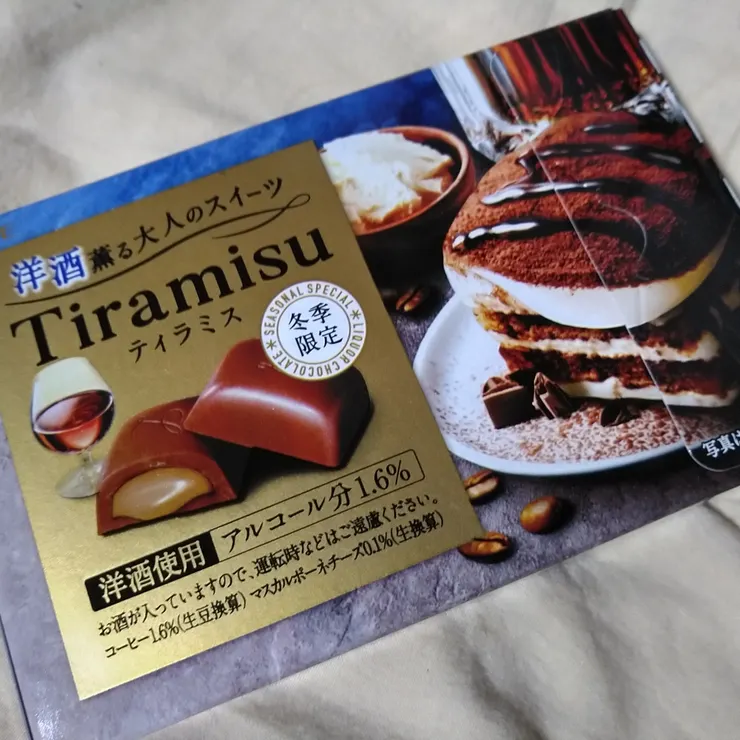 洋酒薫る大人のスイーツ
Tiramisu
ティラミス
SEASONAL SPECIAL
冬季
限定
LIQUOR CHOCOLATE
洋酒使用 アルコール分1.6%
お酒が入っていますので、運転時などはご遠慮ください。
コーヒー1.6%(生豆換算) マスカルポーネチーズ0.1%(生換算)
写真は